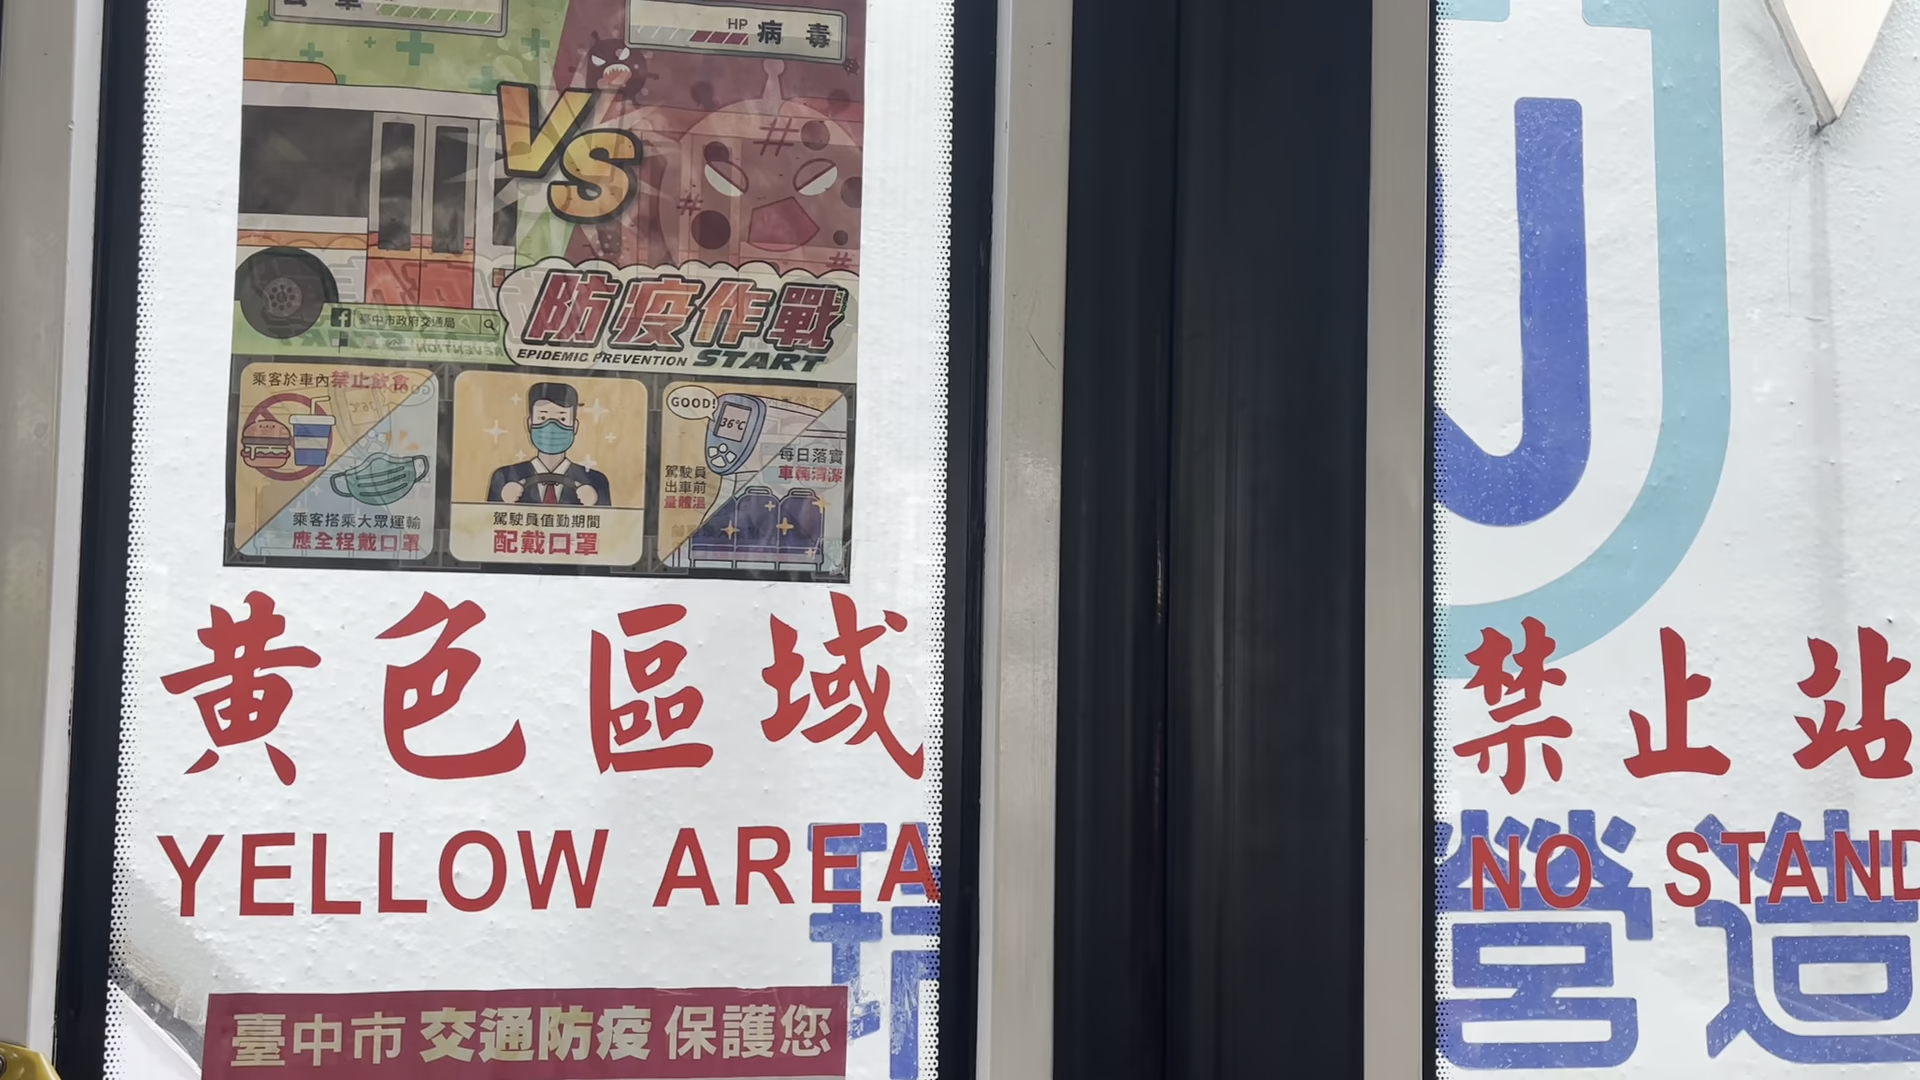 公車
HP 病毒
VS
防疫作戰
EPIDEMIC PREVENTION START
臺中市政府交通局
乘客於車內禁止飲食
乘客搭乘大眾運輸
應全程戴口罩
駕駛員值勤期間
配戴口罩
GOOD!
36°C
駕駛員
出車前
量體溫
每日落實
車輛清潔
黃色區域
YELLOW AREA
臺中市 交通防疫 保護您
禁止站
NO STAND
營造